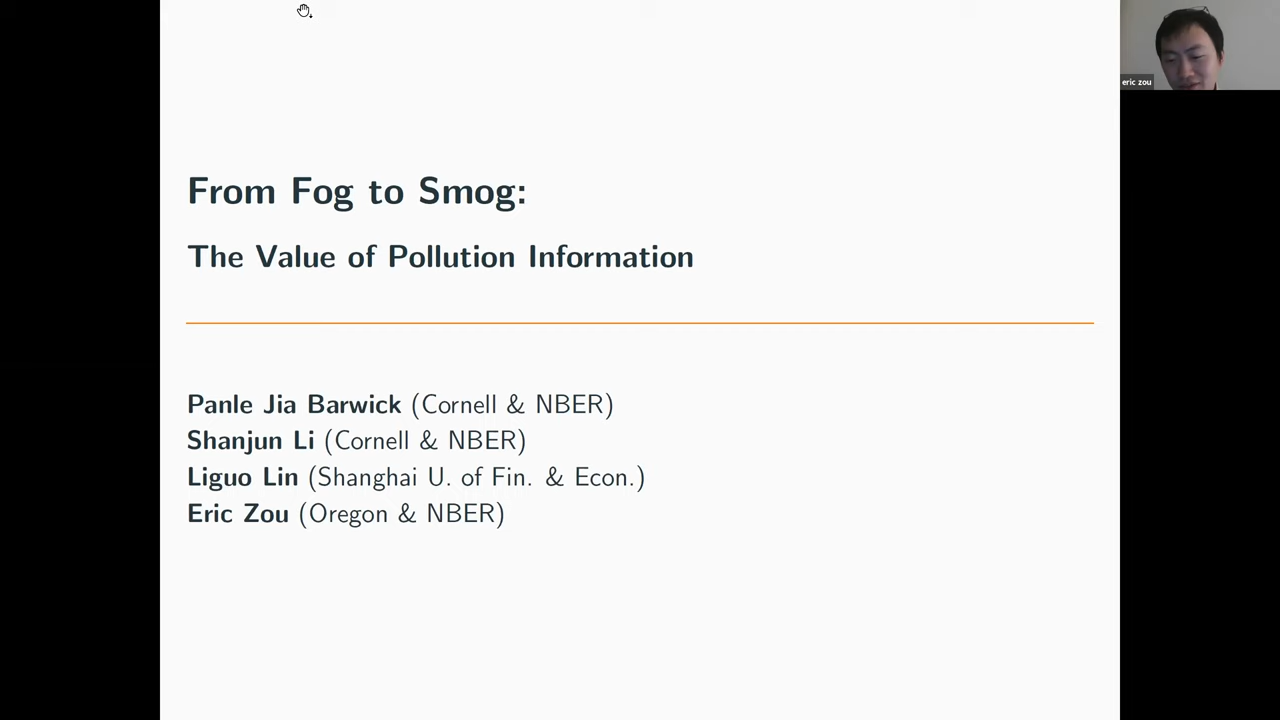 eric zou
From Fog to Smog:
The Value of Pollution Information
Panle Jia Barwick (Cornell & NBER)
Shanjun Li (Cornell & NBER)
Liguo Lin (Shanghai U. of Fin. & Econ.)
Eric Zou (Oregon & NBER)